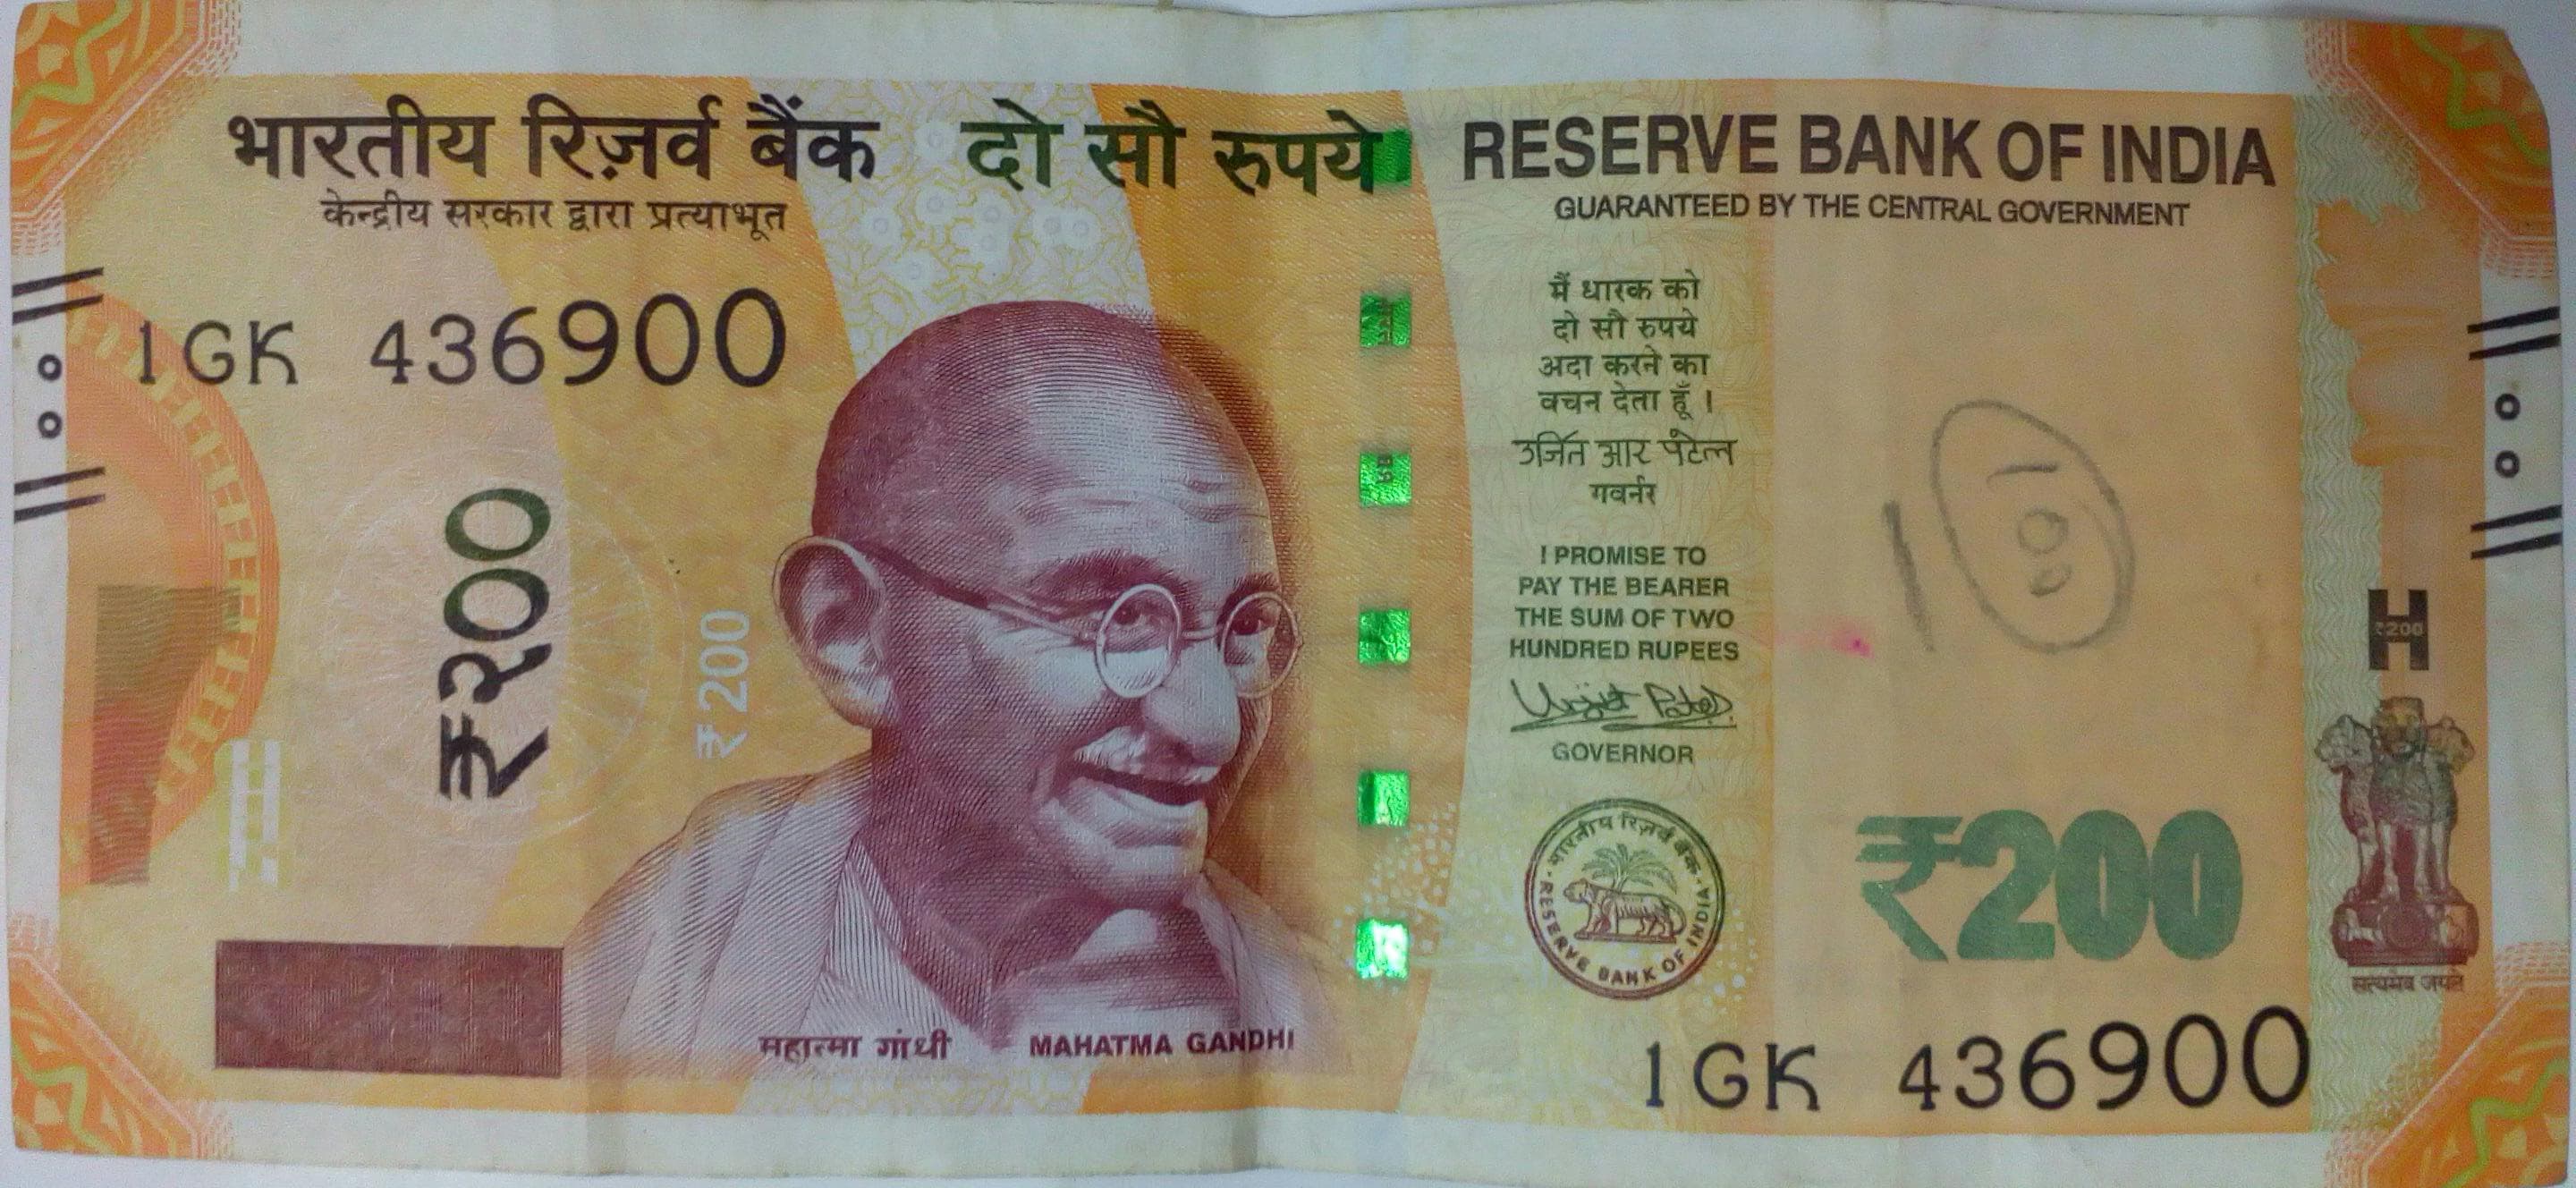 भारतीय रिज़र्व बैंक
केन्द्रीय सरकार द्वारा प्रत्याभूत
दो सौ रुपये
RESERVE BANK OF INDIA
GUARANTEED BY THE CENTRAL GOVERNMENT
1GK 436900
₹२००
₹200
मैं धारक को
दो सौ रुपये
अदा करने का
वचन देता हूँ ।
उर्जित आर पटेल
गवर्नर
I PROMISE TO
PAY THE BEARER
THE SUM OF TWO
HUNDRED RUPEES
Urjit Patel
GOVERNOR
भारतीय रिज़र्व बैंक
RESERVE BANK OF INDIA
महात्मा गांधी
MAHATMA GANDHI
₹200
H
₹200
सत्यमेव जयते
1GK 436900